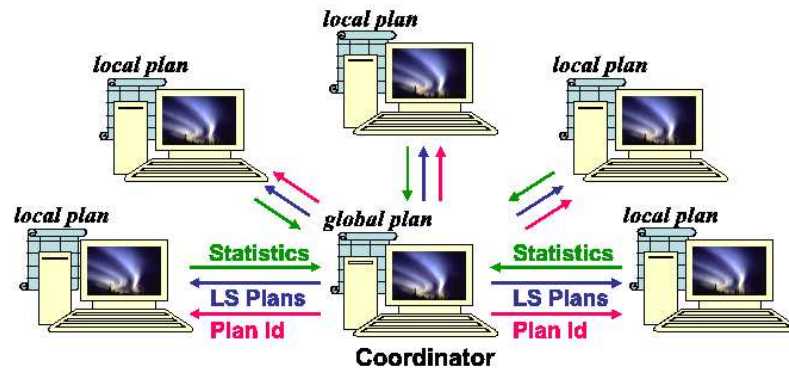 local plan
local plan
local plan
local plan
global plan
local plan
Statistics
Statistics
LS Plans
LS Plans
Plan Id
Plan Id
Coordinator